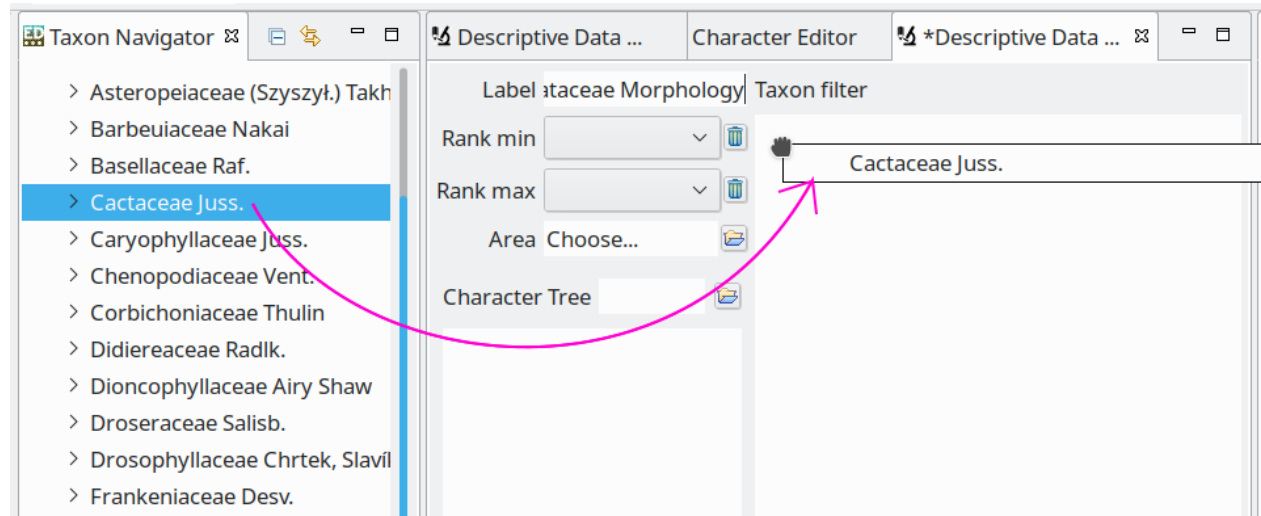 Taxon Navigator
Asteropeiaceae (Szyszył.) Takh
Barbeuiaceae Nakai
Basellaceae Raf.
Cactaceae Juss.
Caryophyllaceae Juss.
Chenopodiaceae Vent.
Corbichoniaceae Thulin
Didiereaceae Radlk.
Dioncophyllaceae Airy Shaw
Droseraceae Salisb.
Drosophyllaceae Chrtek, Slavíl
Frankeniaceae Desv.
Descriptive Data ...
Character Editor
*Descriptive Data ...
Label ataceae Morphology
Rank min
Rank max
Area Choose...
Character Tree
Taxon filter
Cactaceae Juss.